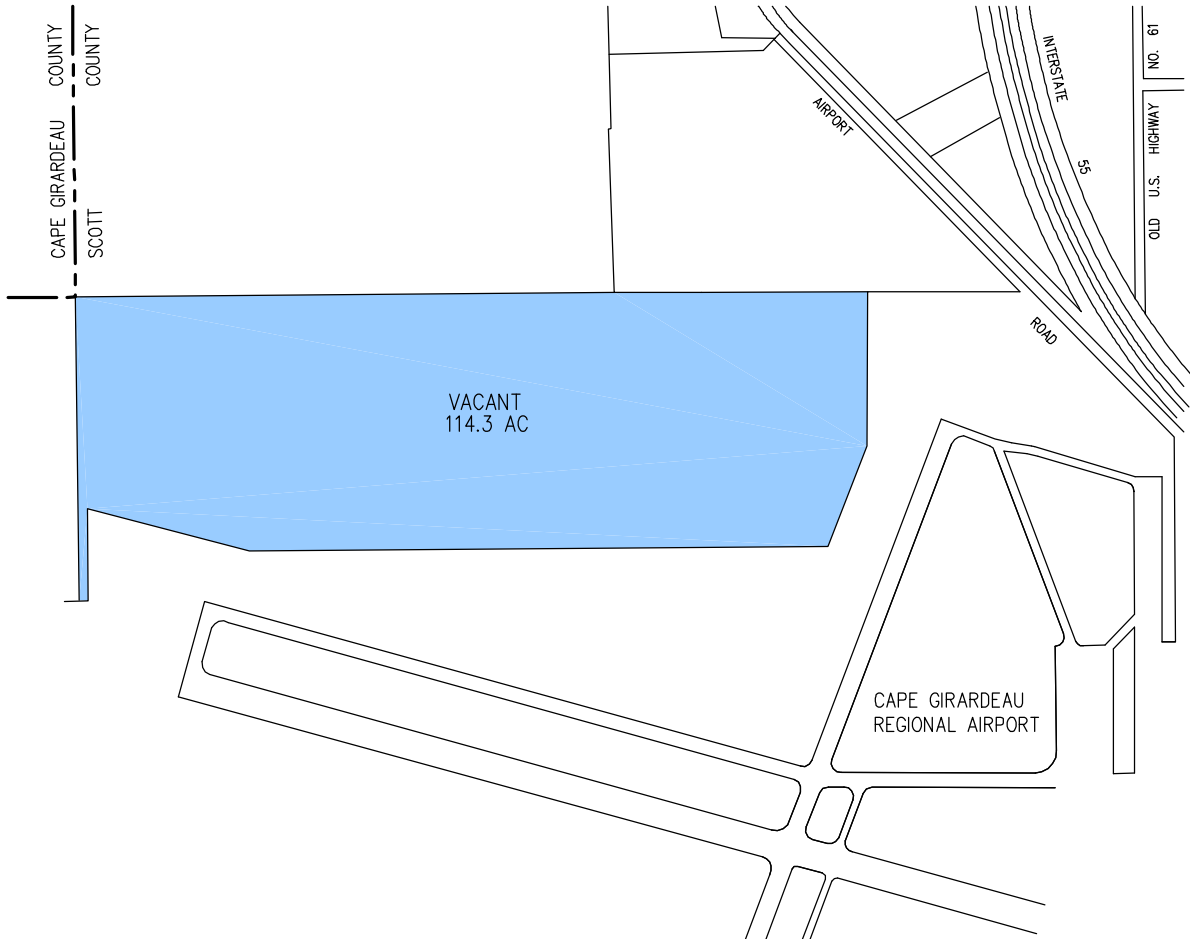 CAPE GIRARDEAU COUNTY
SCOTT COUNTY
AIRPORT
INTERSTATE
55
OLD U.S. HIGHWAY NO. 61
ROAD
VACANT
114.3 AC
CAPE GIRARDEAU
REGIONAL AIRPORT